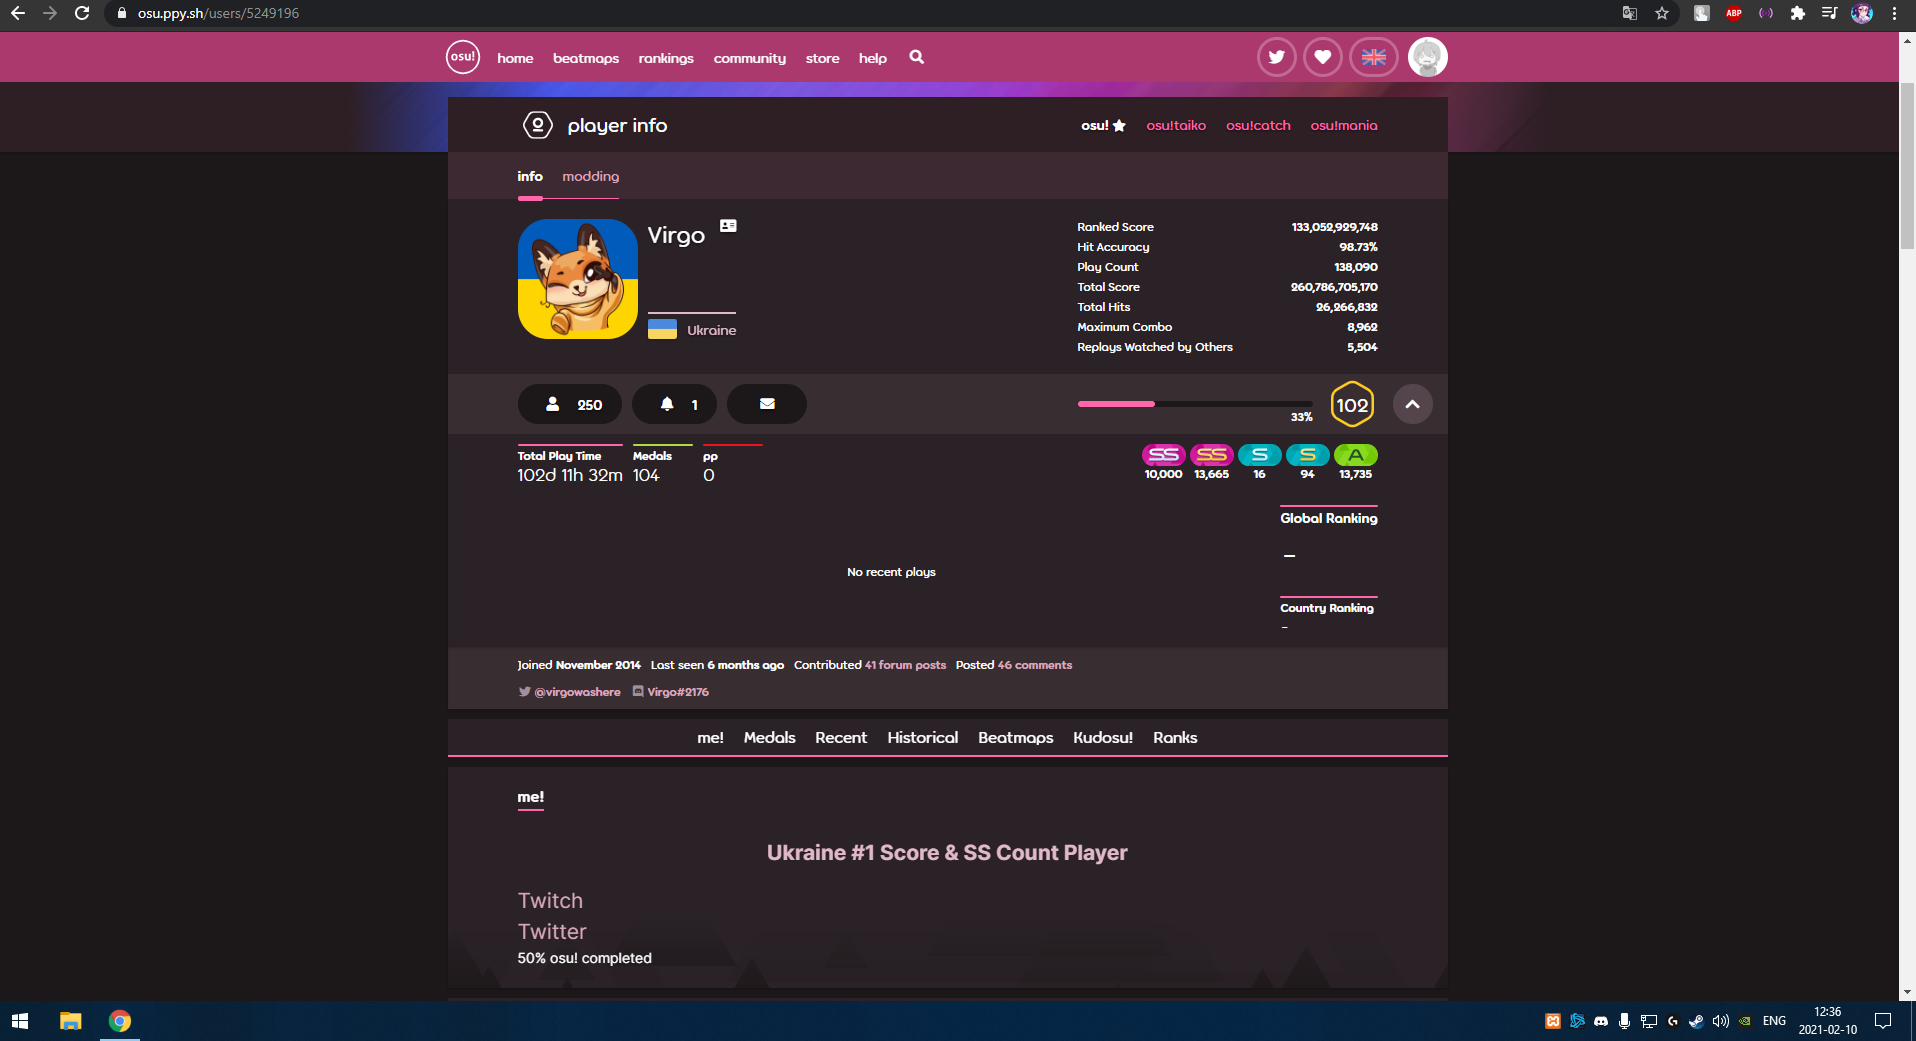 osu.ppy.sh/users/5249196
ABP
osu! home beatmaps rankings community store help
player info osu! osu!taiko osu!catch osu!mania
info modding
Virgo
Ukraine
Ranked Score 133,052,929,748
Hit Accuracy 98.73%
Play Count 138,090
Total Score 260,786,705,170
Total Hits 26,266,832
Maximum Combo 8,962
Replays Watched by Others 5,504
250 1 33% 102
Total Play Time Medals pp
102d 11h 32m 104 0
SS SS S S A
10,000 13,665 16 94 13,735
Global Ranking
–
No recent plays
Country Ranking
-
Joined November 2014 Last seen 6 months ago Contributed 41 forum posts Posted 46 comments
@virgowashere Virgo#2176
me! Medals Recent Historical Beatmaps Kudosu! Ranks
me!
Ukraine #1 Score & SS Count Player
Twitch
Twitter
50% osu! completed
ENG 12:36
2021-02-10